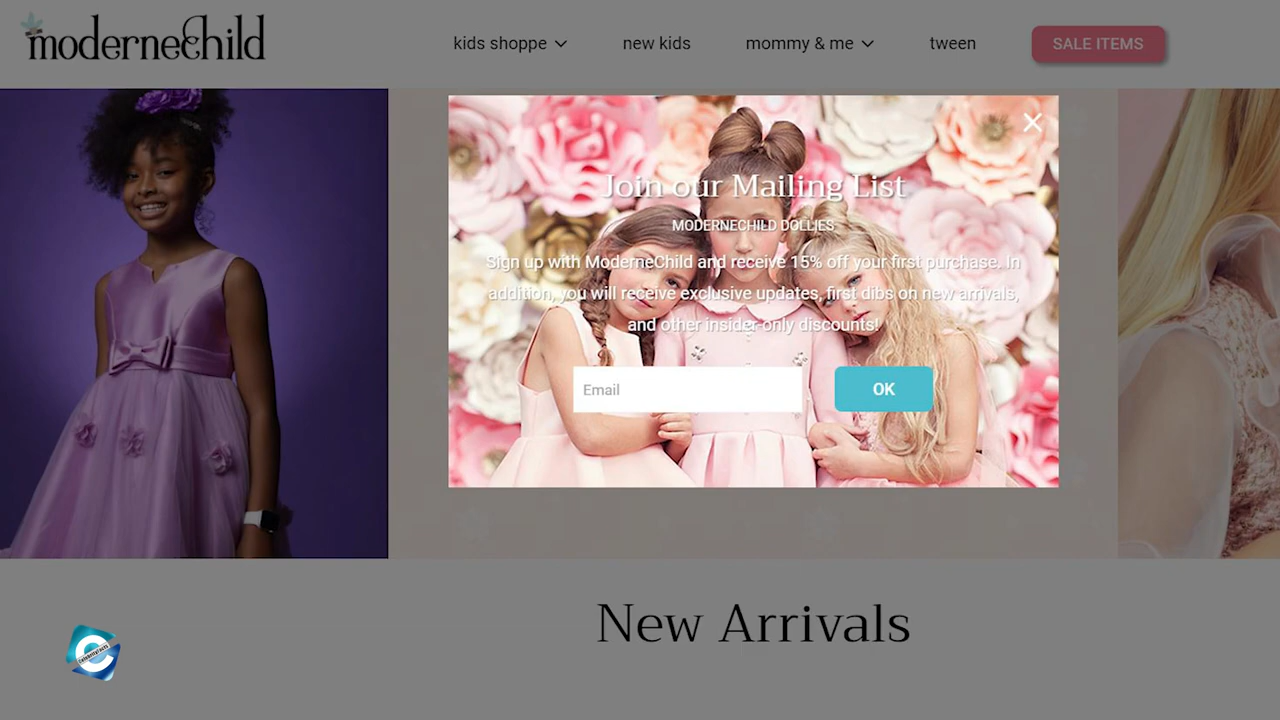 moderneChild
kids shoppe
new kids
mommy & me
tween
SALE ITEMS
Join our Mailing List
MODERNECHILD DOLLIES
Sign up with ModerneChild and receive 15% off your first purchase. In
addition, you will receive exclusive updates, first dibs on new arrivals,
and other insider-only discounts!
Email
OK
New Arrivals